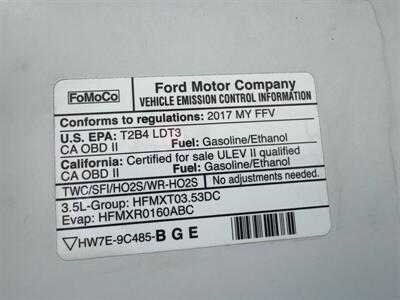 FoMoCo
Ford Motor Company
VEHICLE EMISSION CONTROL INFORMATION
Conforms to regulations: 2017 MY FFV
U.S. EPA: T2B4 LDT3
CA OBD II Fuel: Gasoline/Ethanol
California: Certified for sale ULEV II qualified
CA OBD II Fuel: Gasoline/Ethanol
TWC/SFI/HO2S/WR-HO2S No adjustments needed.
3.5L-Group: HFMXT03.53DC
Evap: HFMXR0160ABC
HW7E-9C485-B G E